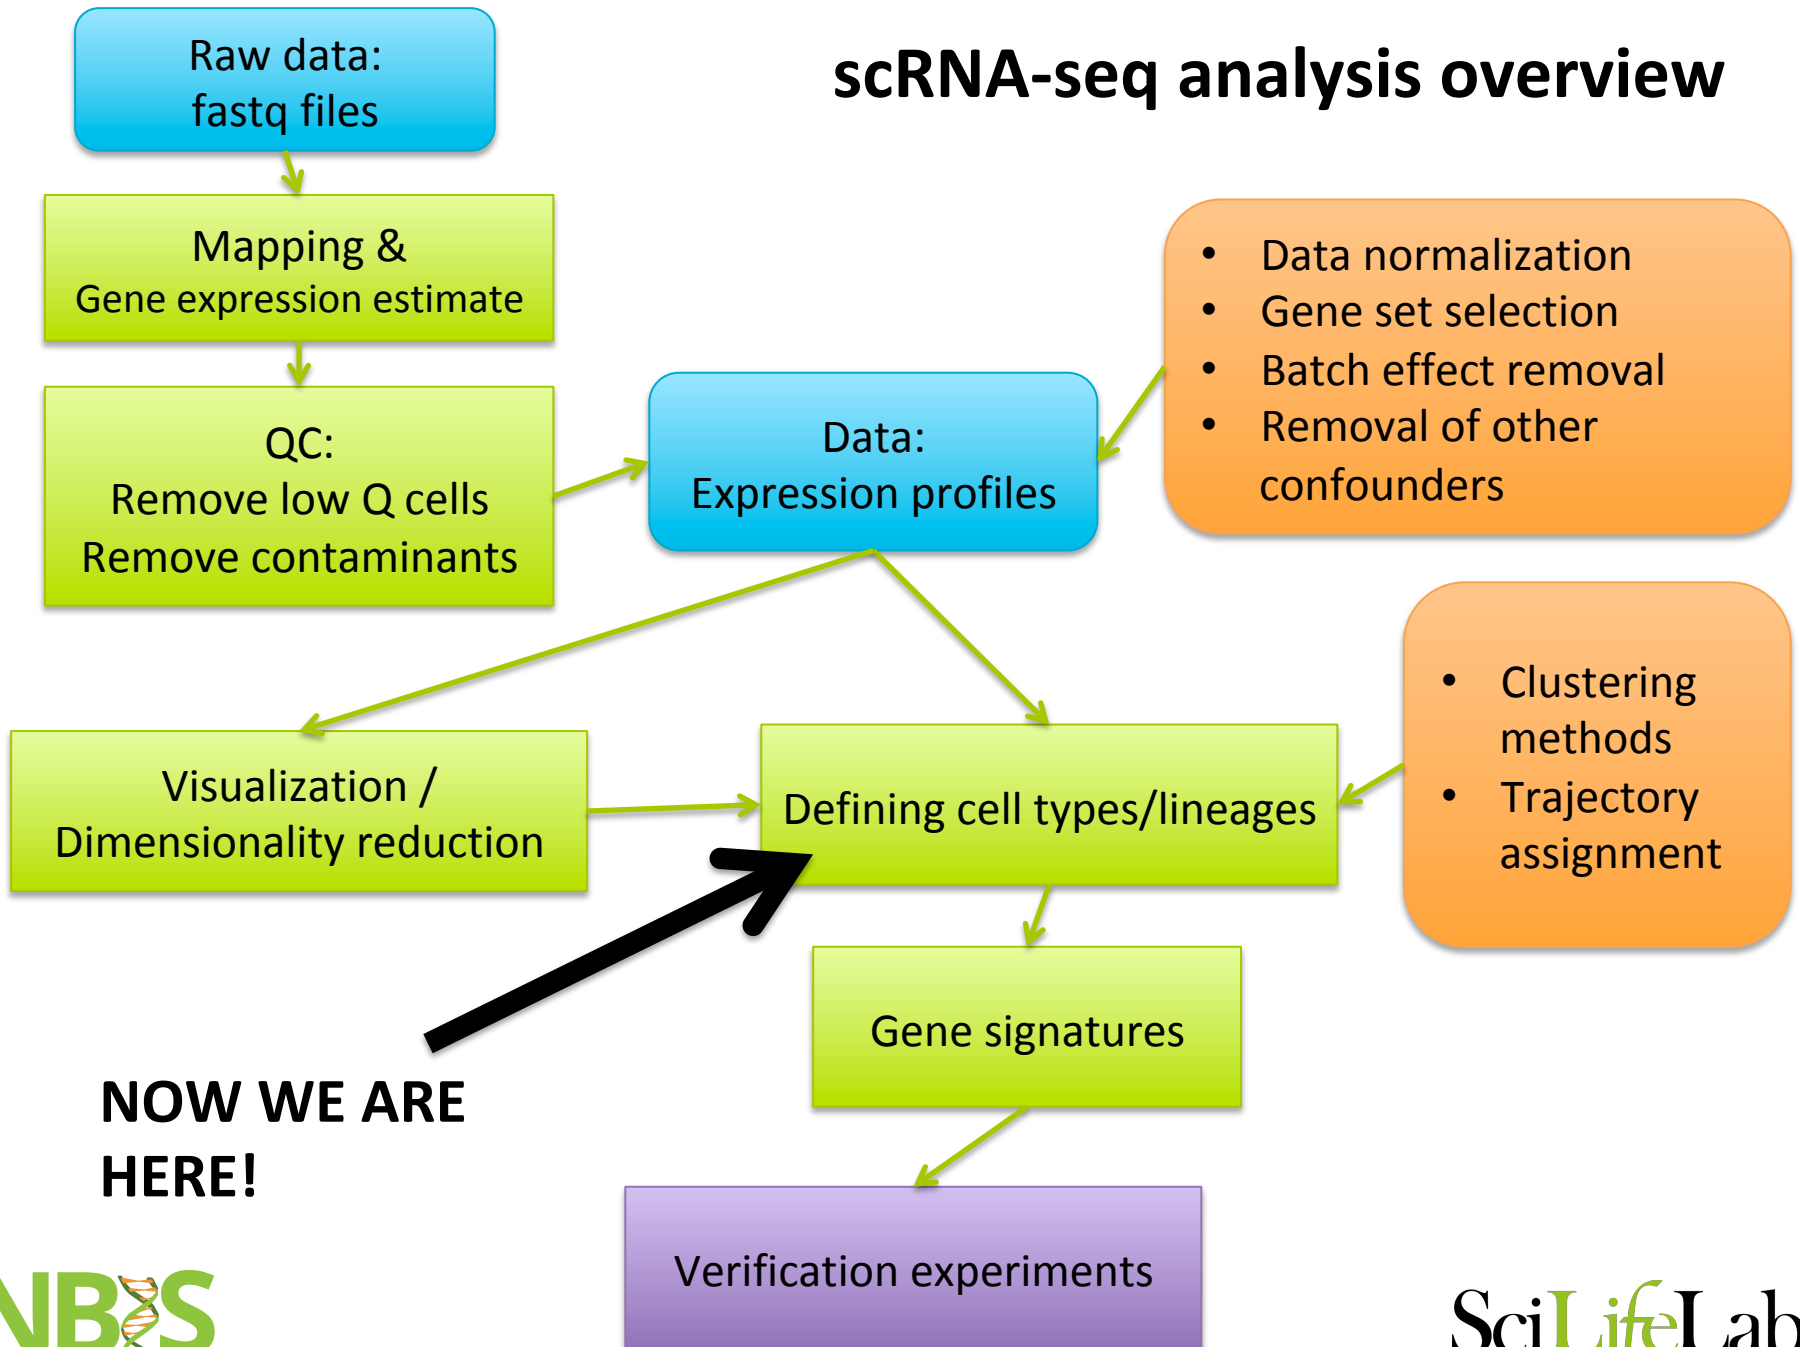 scRNA-seq analysis overview
Raw data:
fastq files
Mapping &
Gene expression estimate
QC:
Remove low Q cells
Remove contaminants
Data:
Expression profiles
• Data normalization
• Gene set selection
• Batch effect removal
• Removal of other
confounders
Visualization /
Dimensionality reduction
Defining cell types/lineages
• Clustering
methods
• Trajectory
assignment
Gene signatures
NOW WE ARE
HERE!
Verification experiments
NBIS
SciLifeLab